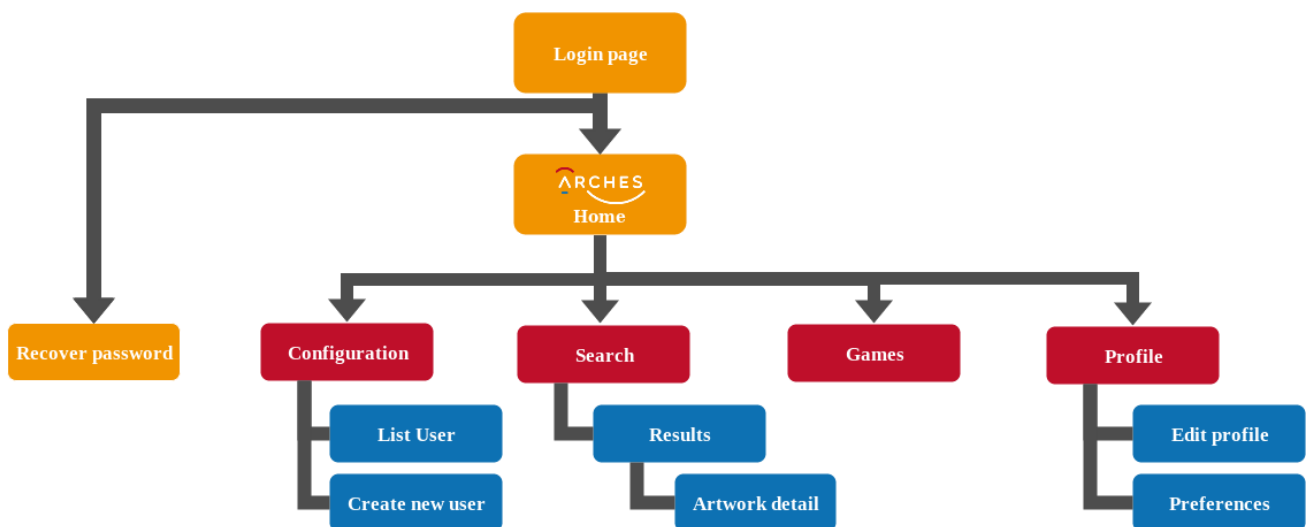 Login page
ARCHES
Home
Recover password
Configuration
Search
Games
Profile
List User
Results
Edit profile
Create new user
Artwork detail
Preferences